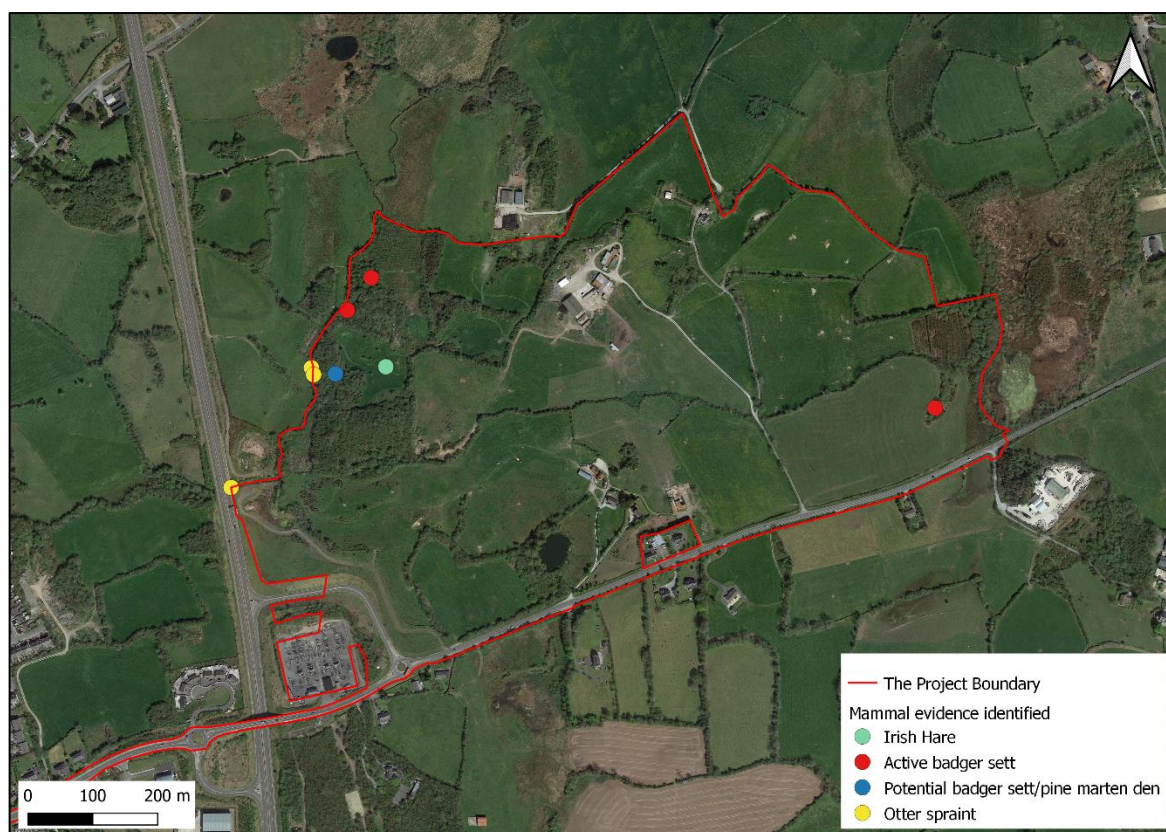 The Project Boundary
Mammal evidence identified
Irish Hare
Active badger sett
Potential badger sett/pine marten den
Otter spraint
0 100 200 m